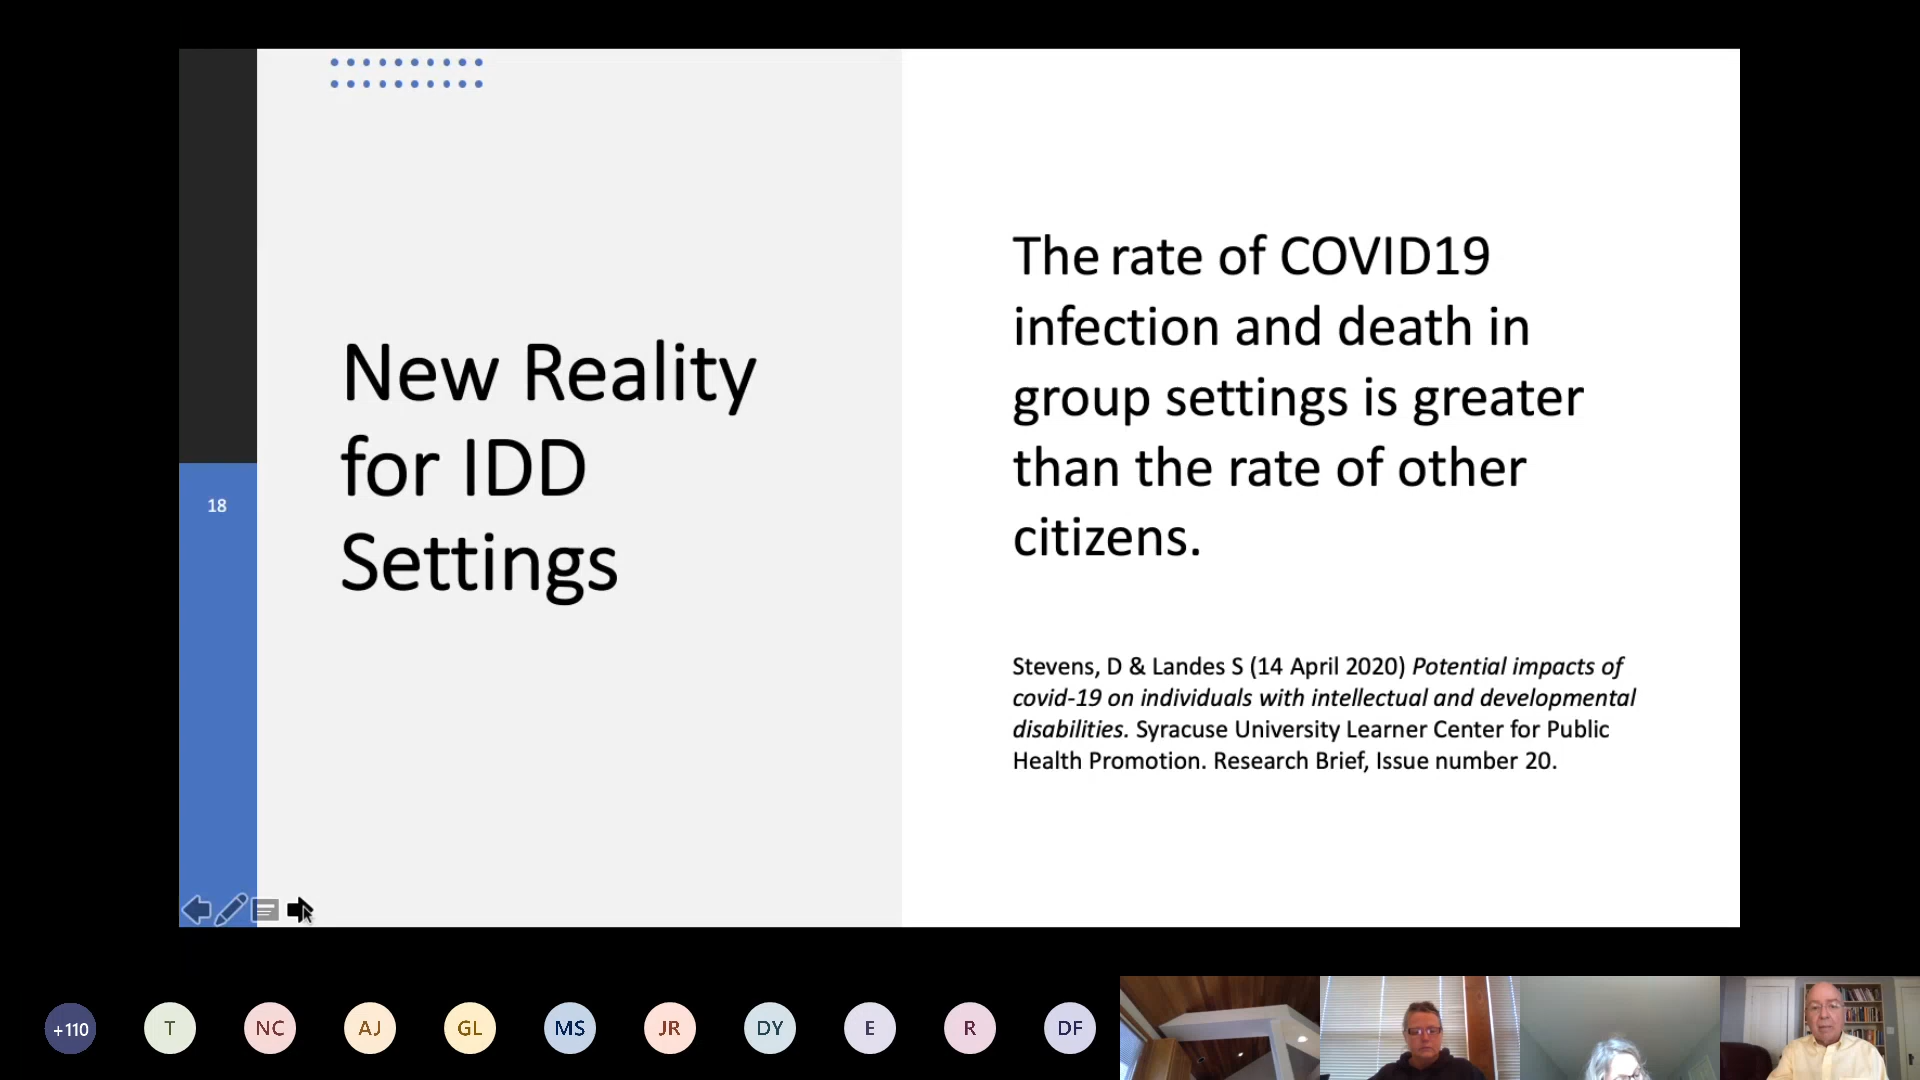 New Reality
for IDD
Settings
18
The rate of COVID19
infection and death in
group settings is greater
than the rate of other
citizens.
Stevens, D & Landes S (14 April 2020) Potential impacts of
covid-19 on individuals with intellectual and developmental
disabilities. Syracuse University Learner Center for Public
Health Promotion. Research Brief, Issue number 20.
+110 T NC AJ GL MS JR DY E R DF